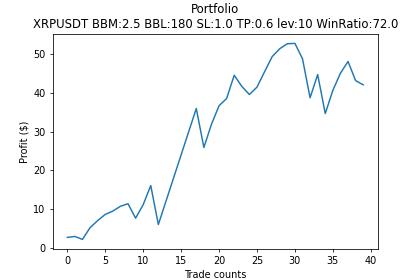 Portfolio
XRPUSDT BBM:2.5 BBL:180 SL:1.0 TP:0.6 lev:10 WinRatio:72.0
Profit ($)
50
40
30
20
10
0
0 5 10 15 20 25 30 35 40
Trade counts